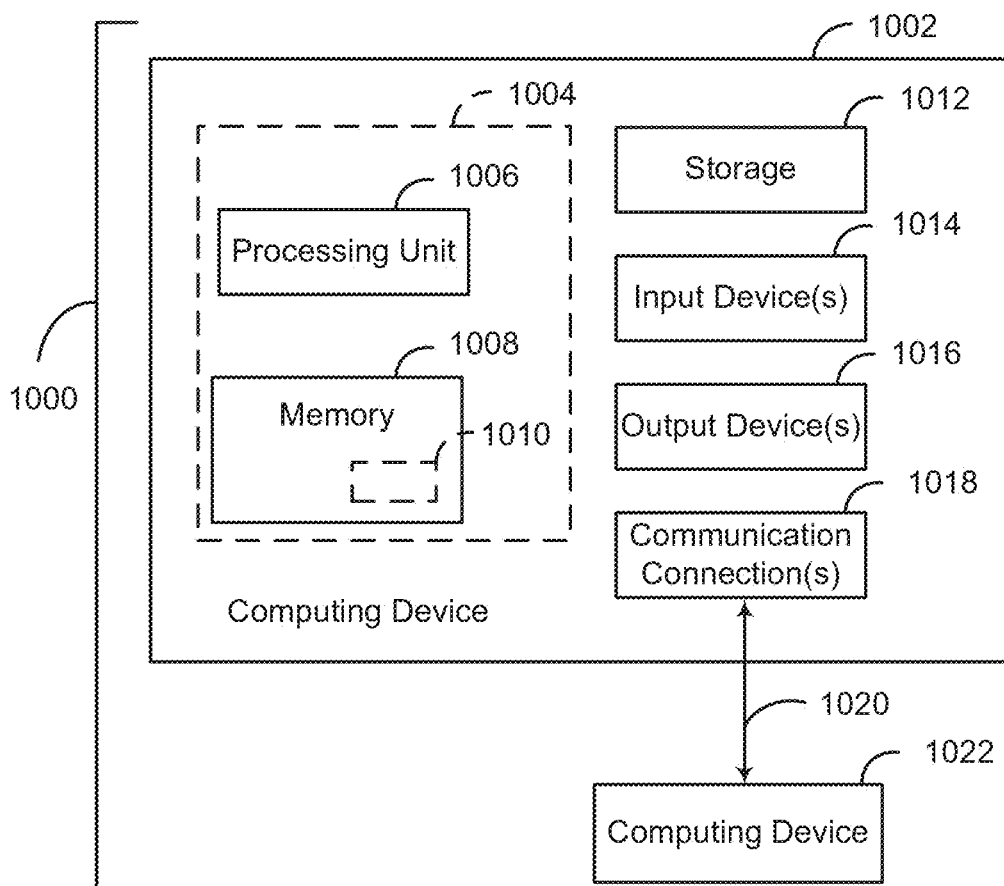 1002
1004
1012
Storage
1006
Processing Unit
1014
Input Device(s)
1008
Memory
1010
1016
Output Device(s)
1000
1018
Communication
Connection(s)
Computing Device
1020
1022
Computing Device